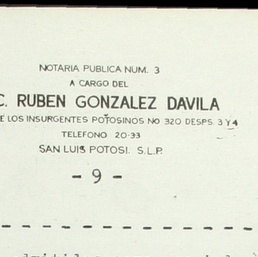 NOTARIA PUBLICA NUM. 3
A CARGO DEL
C. RUBEN GONZALEZ DAVILA
E LOS INSURGENTES POTOSINOS No 320 DESPS. 3 Y 4
TELEFONO 20-33
SAN LUIS POTOSI, S.L.P.
- 9 -